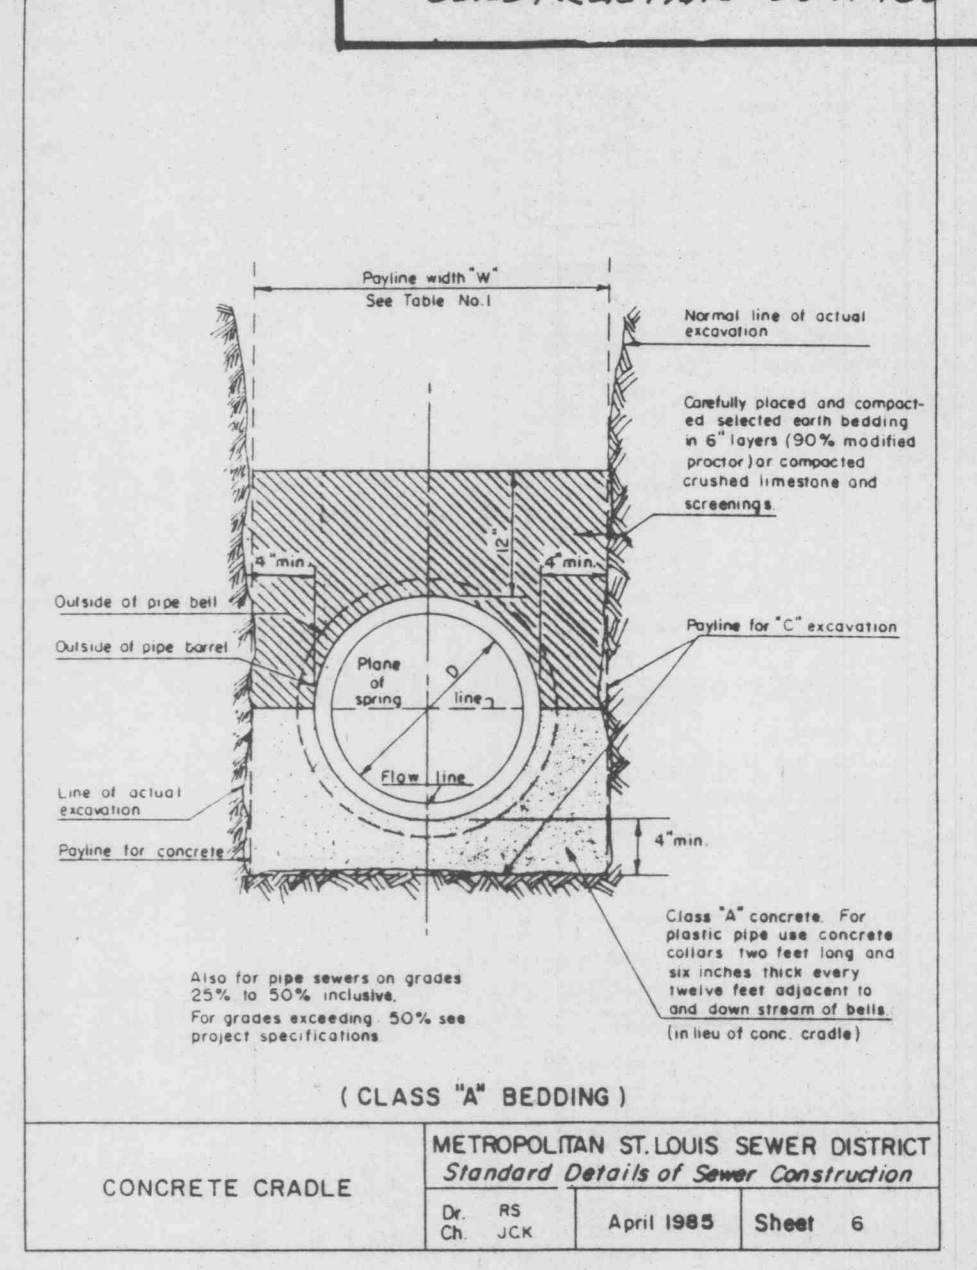 Payline width "W"
See Table No.1
Normal line of actual
excavation
Carefully placed and compact-
ed selected earth bedding
in 6" layers (90% modified
proctor) or compacted
crushed limestone and
screenings.
12"
4"min.
4"min.
Outside of pipe bell
Outside of pipe barrel
Payline for "C" excavation
Plane
of
spring line
D
Flow line
Line of actual
excavation
Payline for concrete
4"min.
Class "A" concrete. For
plastic pipe use concrete
collars two feet long and
six inches thick every
twelve feet adjacent to
and down stream of bells.
(in lieu of conc. cradle)
Also for pipe sewers on grades
25% to 50% inclusive.
For grades exceeding 50% see
project specifications
(CLASS "A" BEDDING)
CONCRETE CRADLE
METROPOLITAN ST. LOUIS SEWER DISTRICT
Standard Details of Sewer Construction
Dr. RS
Ch. JCK
April 1985
Sheet 6